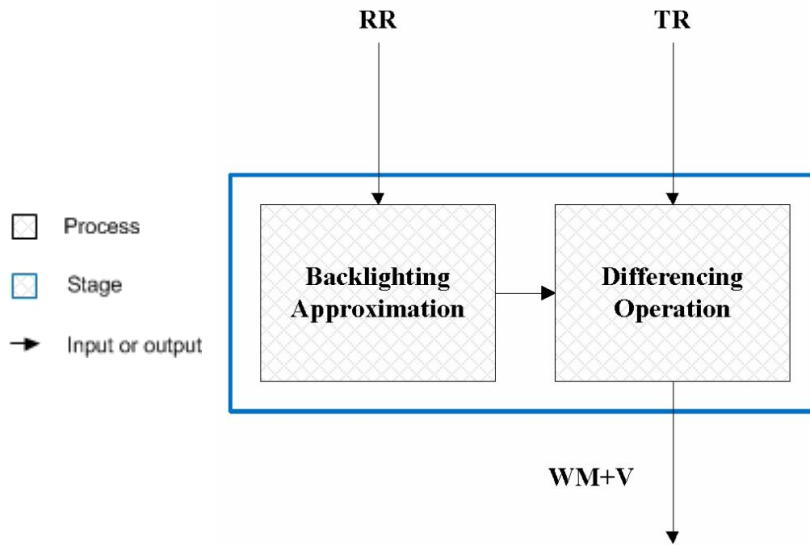 RR
TR
Process
Stage
Input or output
Backlighting
Approximation
Differencing
Operation
WM+V